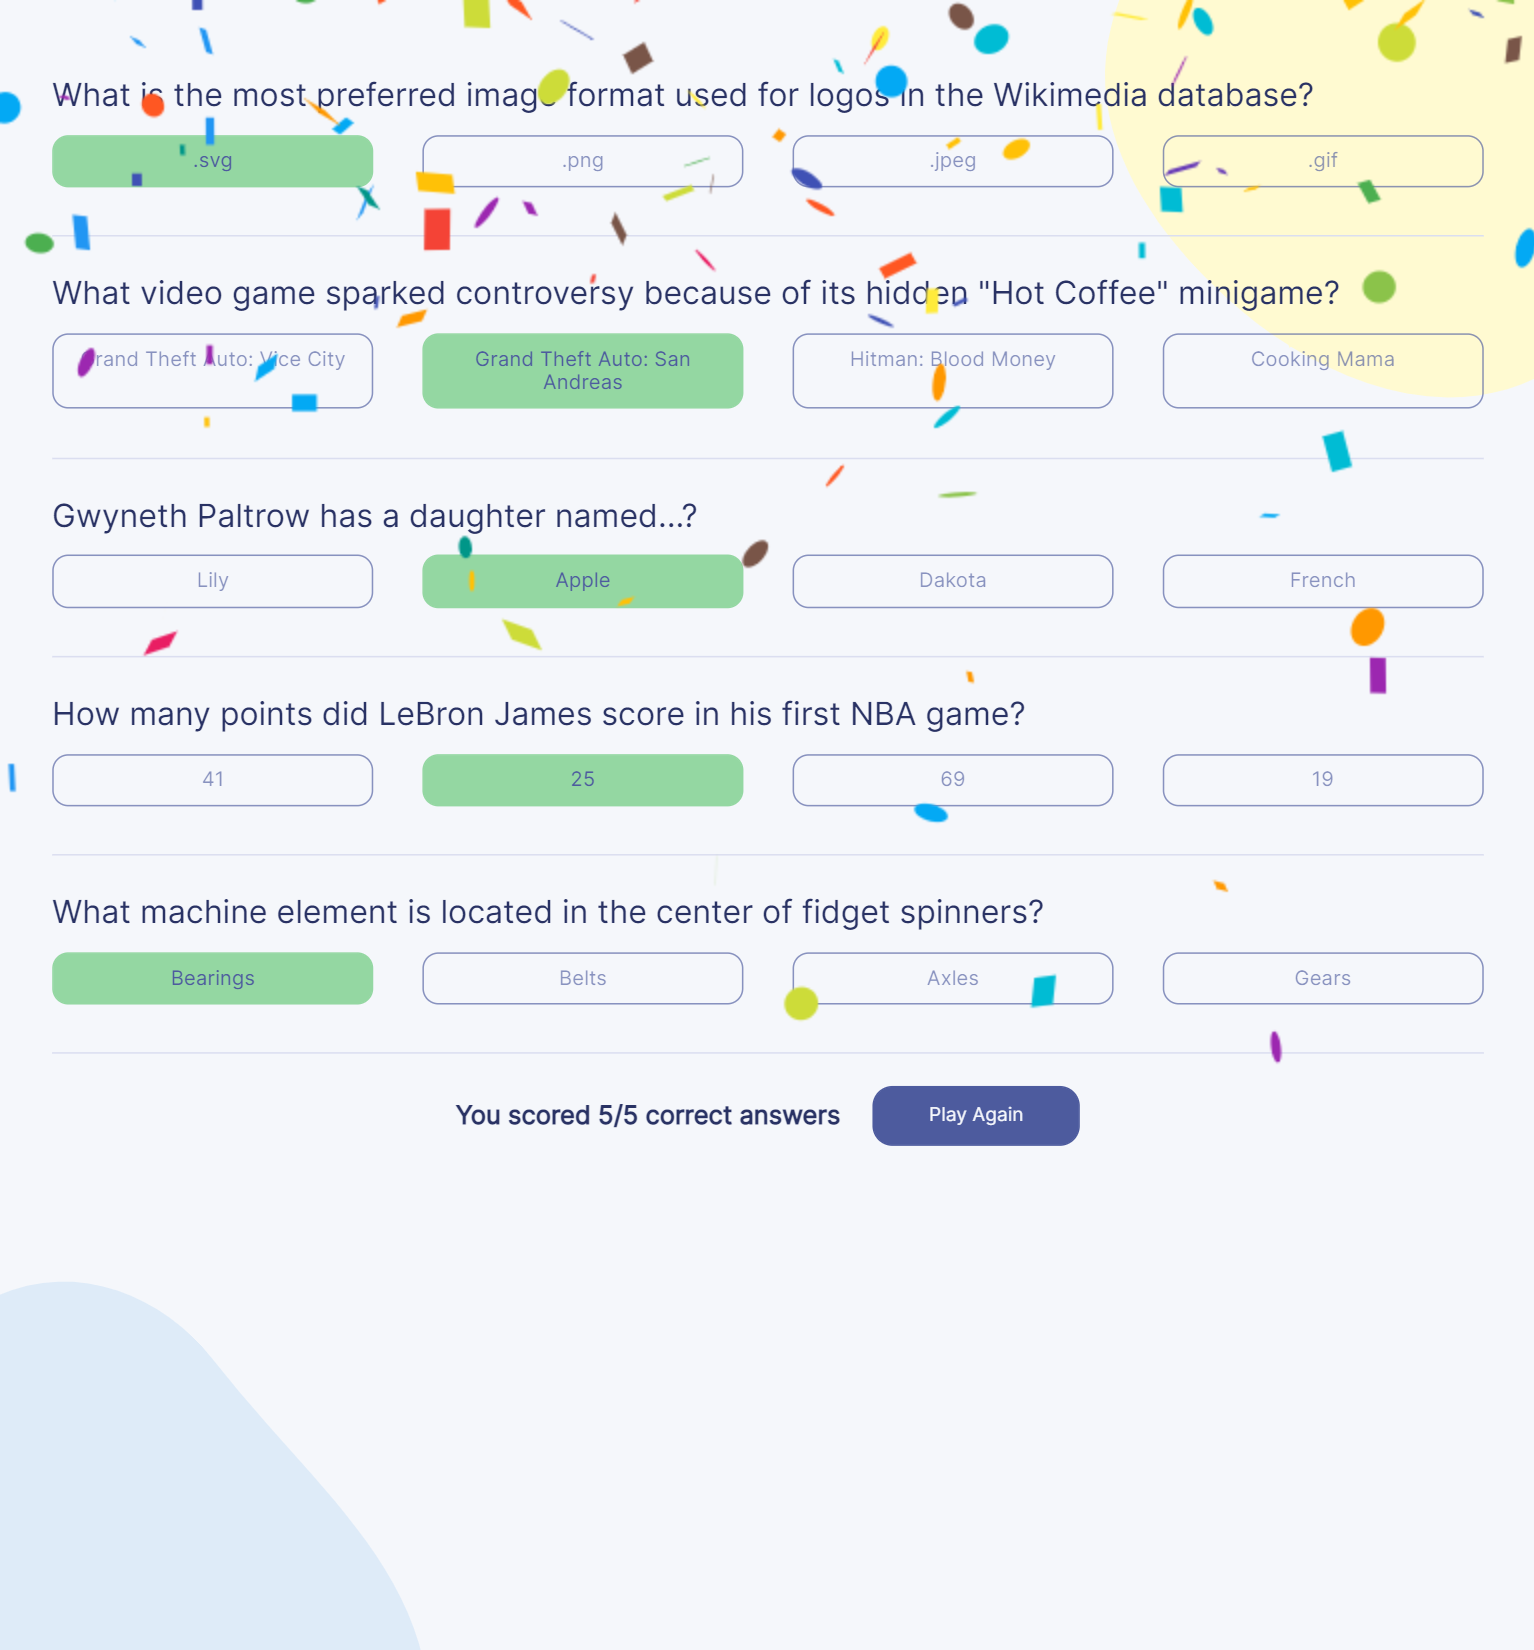 What is the most preferred image format used for logos in the Wikimedia database?
.svg
.png
.jpeg
.gif
What video game sparked controversy because of its hidden "Hot Coffee" minigame?
Grand Theft Auto: Vice City
Grand Theft Auto: San
Andreas
Hitman: Blood Money
Cooking Mama
Gwyneth Paltrow has a daughter named...?
Lily
Apple
Dakota
French
How many points did LeBron James score in his first NBA game?
41
25
69
19
What machine element is located in the center of fidget spinners?
Bearings
Belts
Axles
Gears
You scored 5/5 correct answers
Play Again